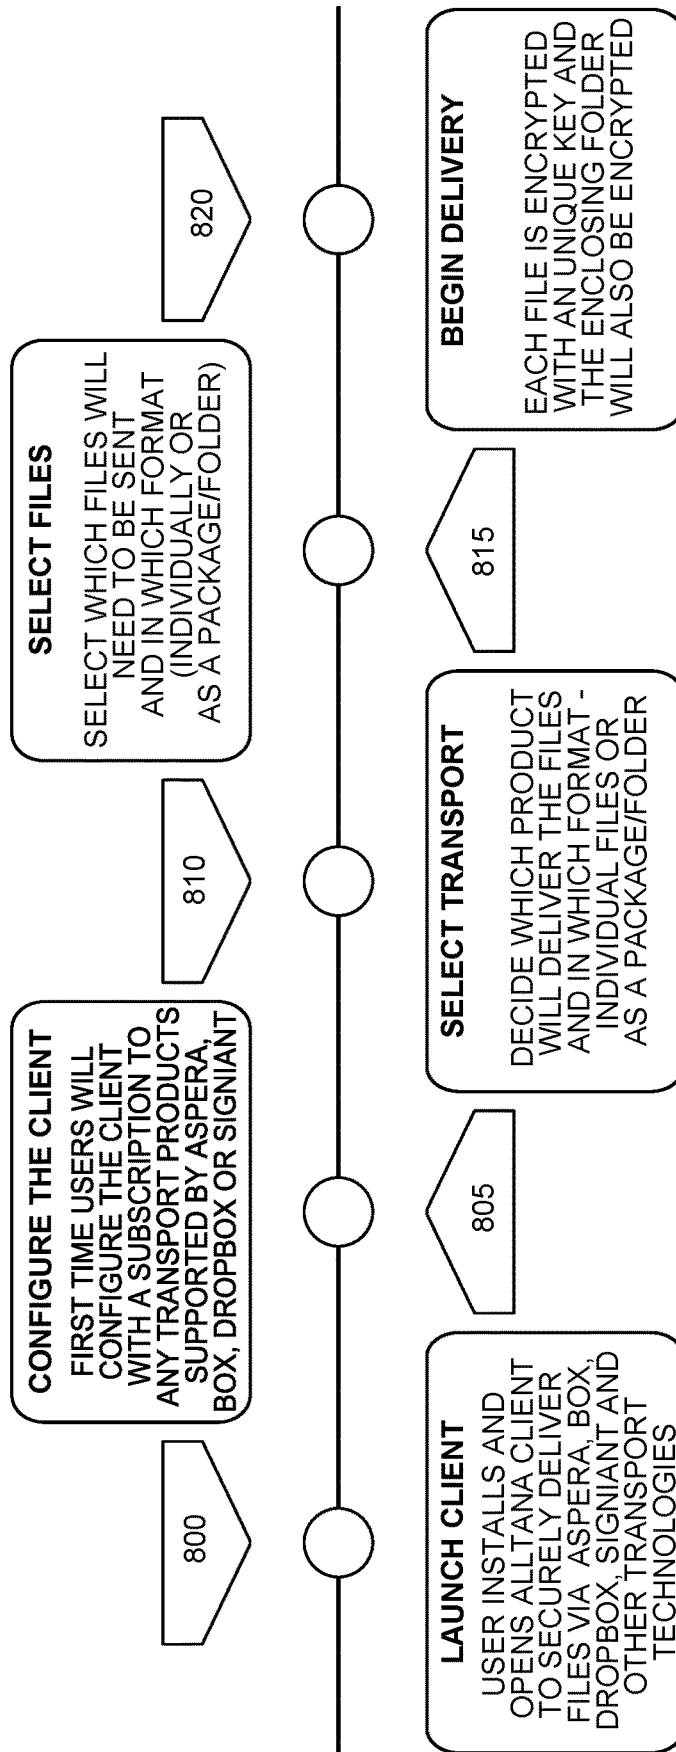 800
LAUNCH CLIENT
USER INSTALLS AND
OPENS ALLTANA CLIENT
TO SECURELY DELIVER
FILES VIA ASPERA, BOX,
DROPBOX, SIGNIANT AND
OTHER TRANSPORT
TECHNOLOGIES
CONFIGURE THE CLIENT
FIRST TIME USERS WILL
CONFIGURE THE CLIENT
WITH A SUBSCRIPTION TO
ANY TRANSPORT PRODUCTS
SUPPORTED BY ASPERA,
BOX, DROPBOX OR SIGNIANT
805
810
SELECT TRANSPORT
DECIDE WHICH PRODUCT
WILL DELIVER THE FILES
AND IN WHICH FORMAT -
INDIVIDUAL FILES OR
AS A PACKAGE/FOLDER
SELECT FILES
SELECT WHICH FILES WILL
NEED TO BE SENT
AND IN WHICH FORMAT
(INDIVIDUALLY OR
AS A PACKAGE/FOLDER)
815
820
BEGIN DELIVERY
EACH FILE IS ENCRYPTED
WITH AN UNIQUE KEY AND
THE ENCLOSING FOLDER
WILL ALSO BE ENCRYPTED